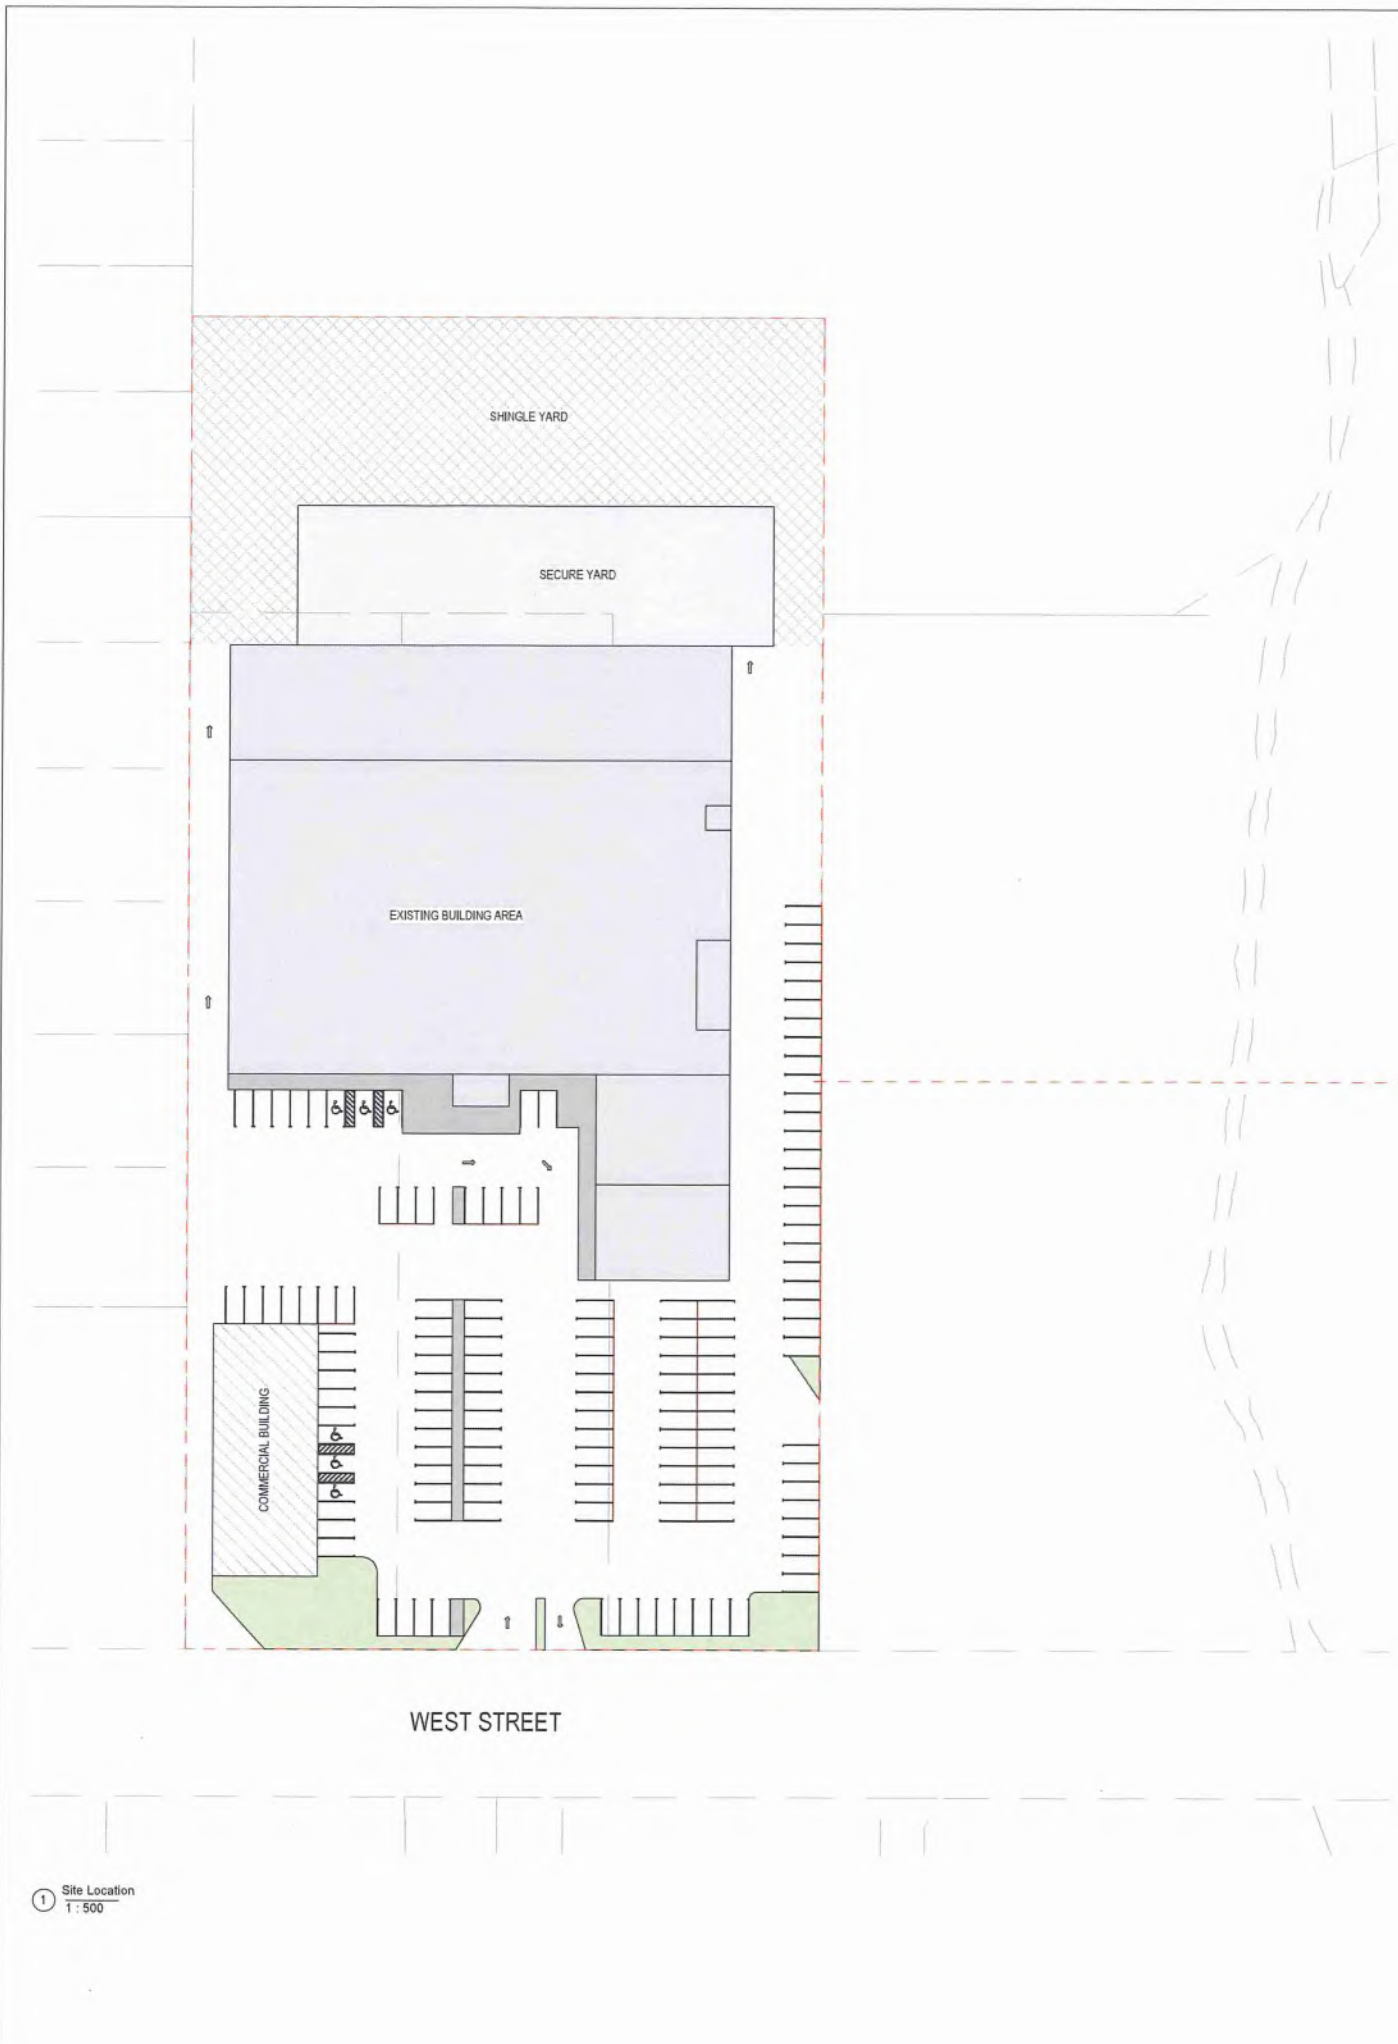 SHINGLE YARD
SECURE YARD
EXISTING BUILDING AREA
COMMERCIAL BUILDING
WEST STREET
1 Site Location
1 : 500